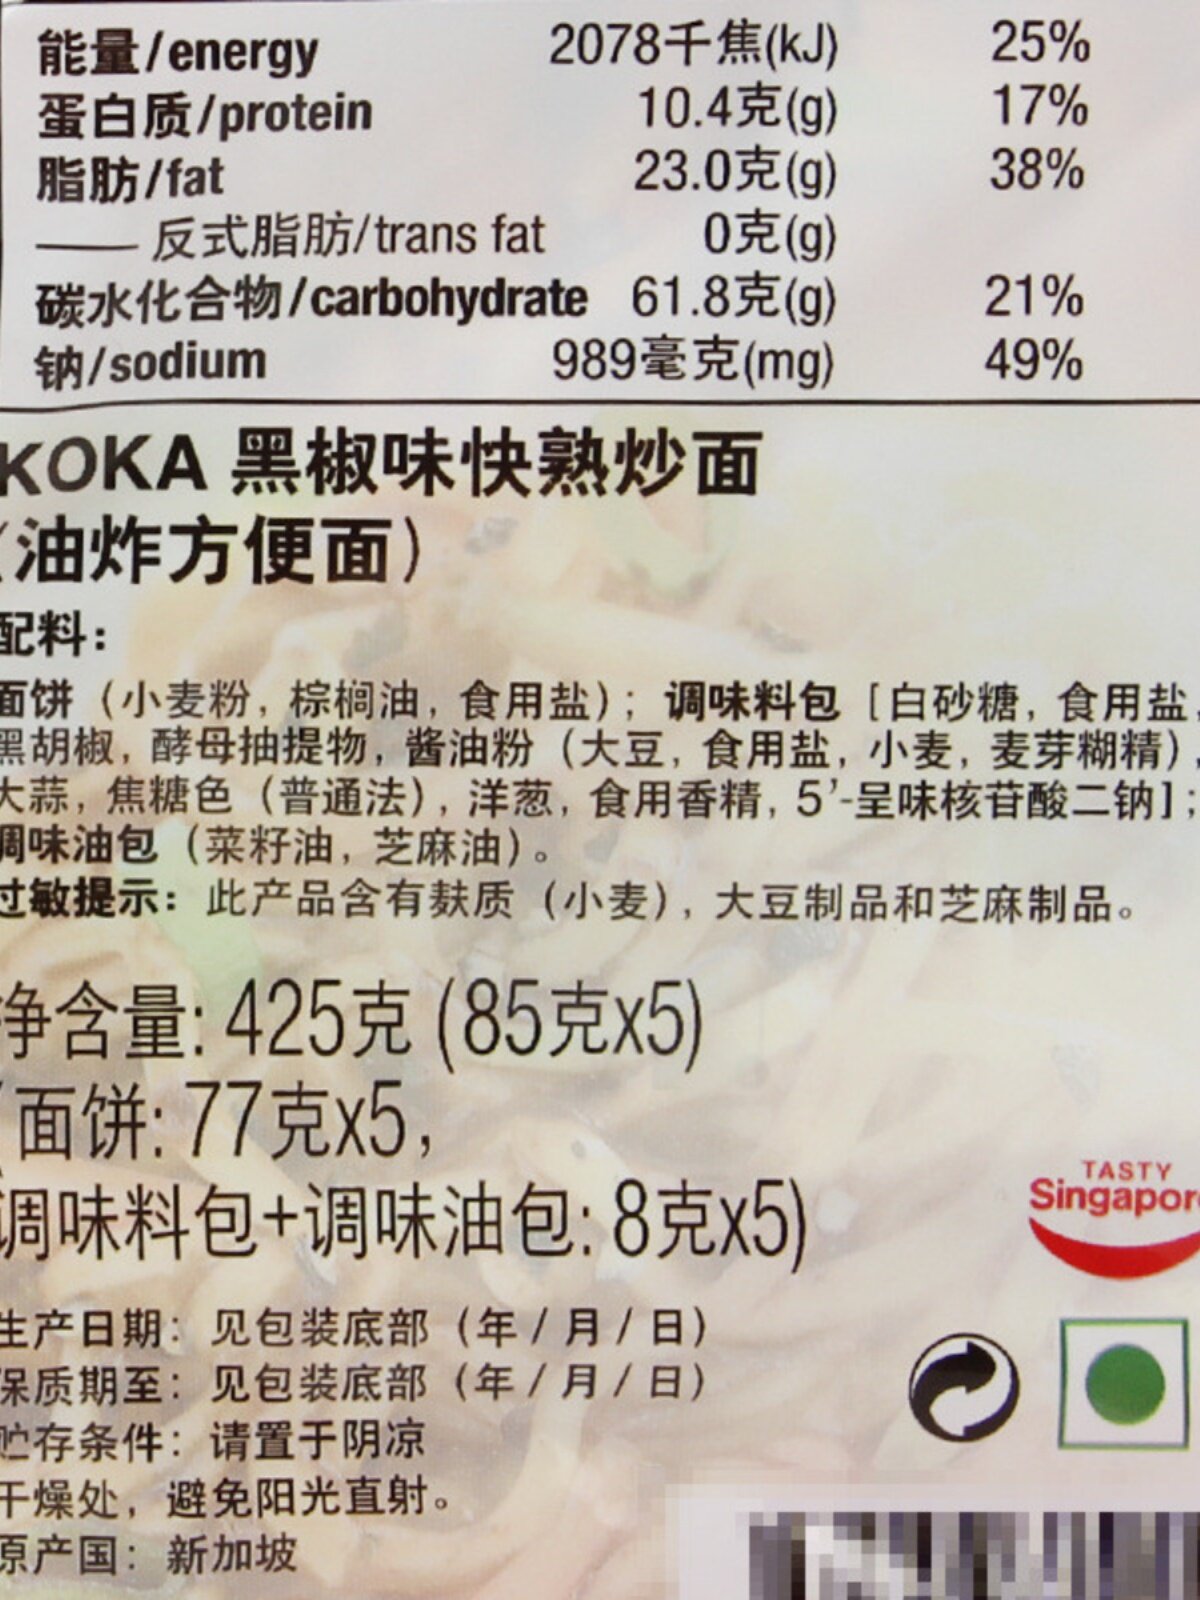 能量/energy 2078千焦(kJ) 25%
蛋白质/protein 10.4克(g) 17%
脂肪/fat 23.0克(g) 38%
—— 反式脂肪/trans fat 0克(g)
碳水化合物/carbohydrate 61.8克(g) 21%
钠/sodium 989毫克(mg) 49%
KOKA 黑椒味快熟炒面
(油炸方便面)
配料:
面饼（小麦粉, 棕榈油, 食用盐）; 调味料包［白砂糖, 食用盐,
黑胡椒, 酵母抽提物, 酱油粉（大豆, 食用盐, 小麦, 麦芽糊精）,
大蒜, 焦糖色（普通法）, 洋葱, 食用香精, 5’-呈味核苷酸二钠］;
调味油包（菜籽油, 芝麻油）。
过敏提示: 此产品含有麸质（小麦）, 大豆制品和芝麻制品。
净含量: 425克 (85克x5)
(面饼: 77克x5,
调味料包+调味油包: 8克x5)
TASTY
Singapor
生产日期: 见包装底部（年 / 月 / 日）
保质期至: 见包装底部（年 / 月 / 日）
贮存条件: 请置于阴凉
干燥处, 避免阳光直射。
原产国: 新加坡